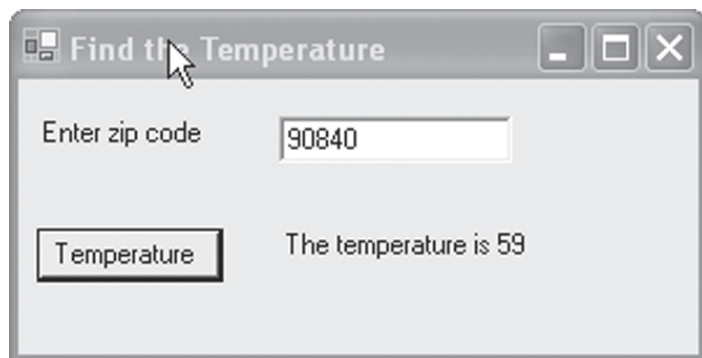 Find the Temperature
Enter zip code
90840
Temperature
The temperature is 59